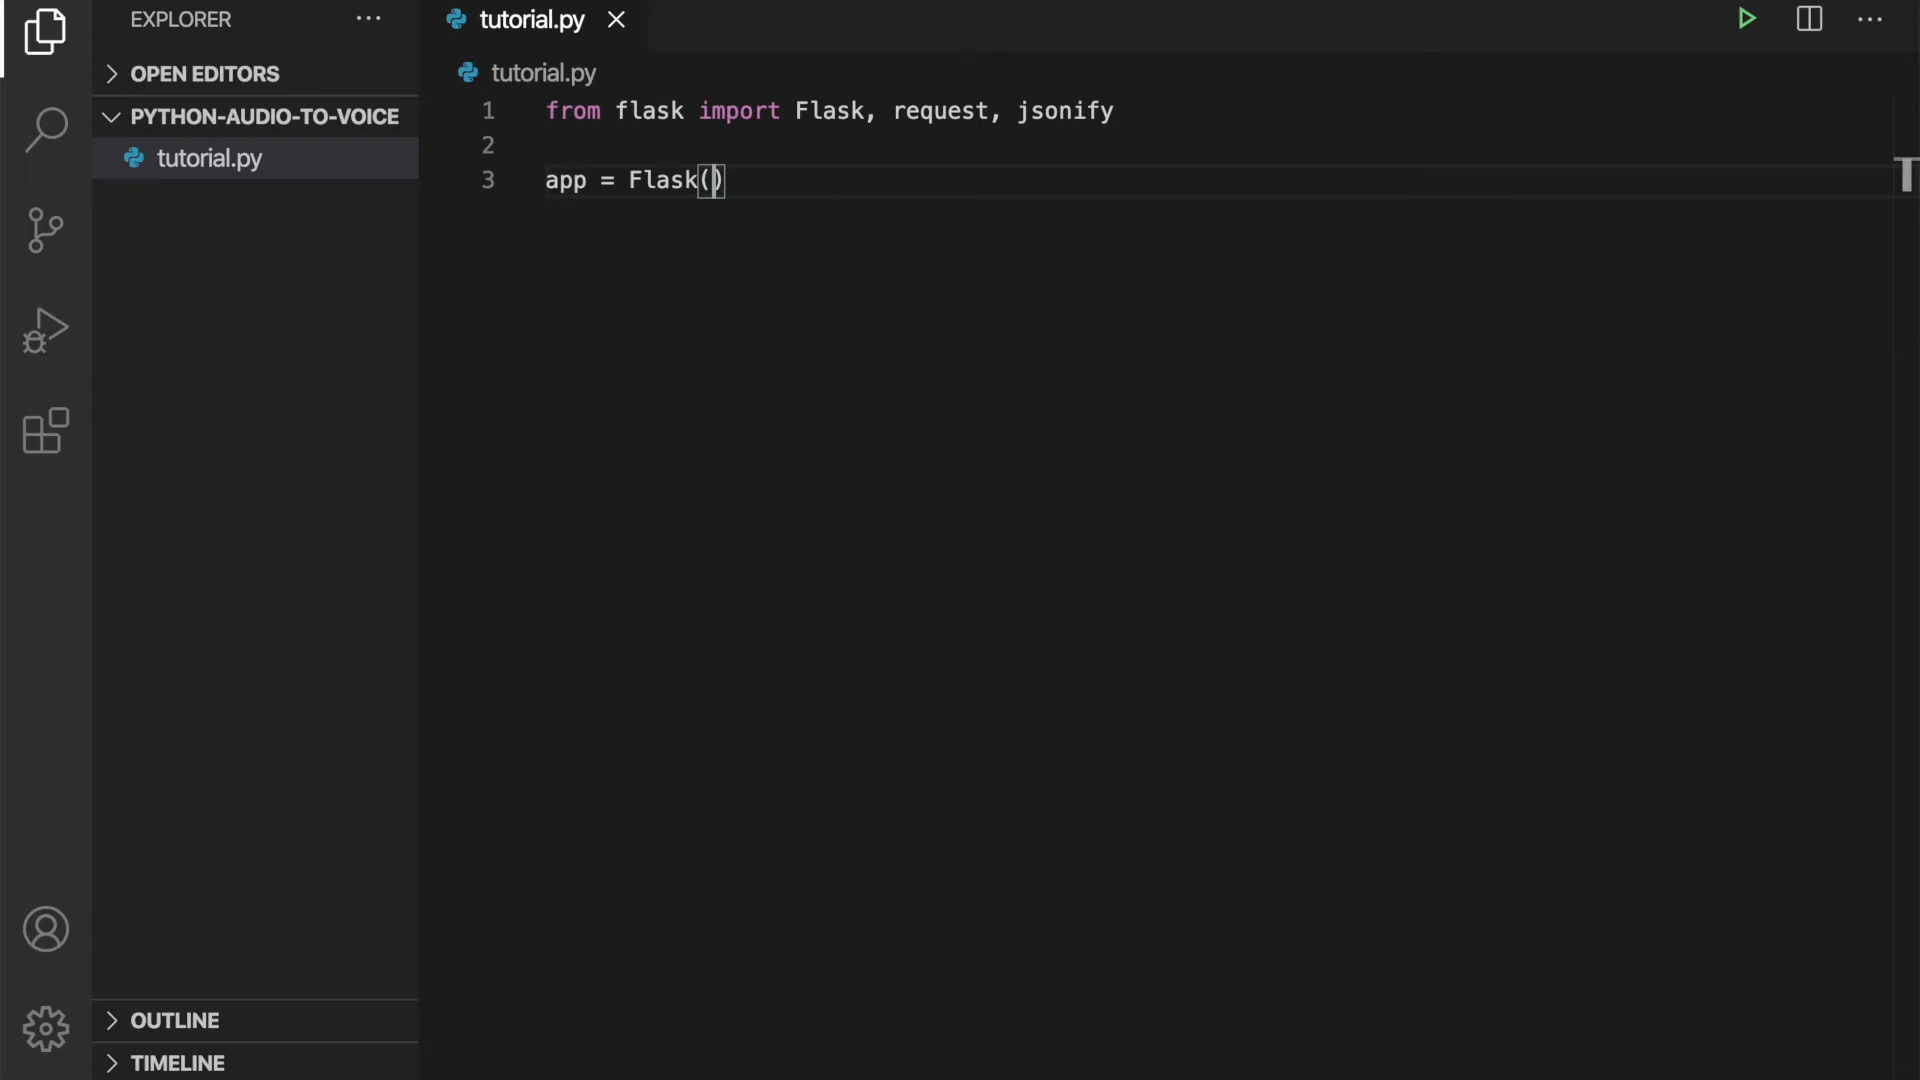 EXPLORER
OPEN EDITORS
PYTHON-AUDIO-TO-VOICE
tutorial.py
OUTLINE
TIMELINE
tutorial.py
tutorial.py
1 from flask import Flask, request, jsonify
2
3 app = Flask()